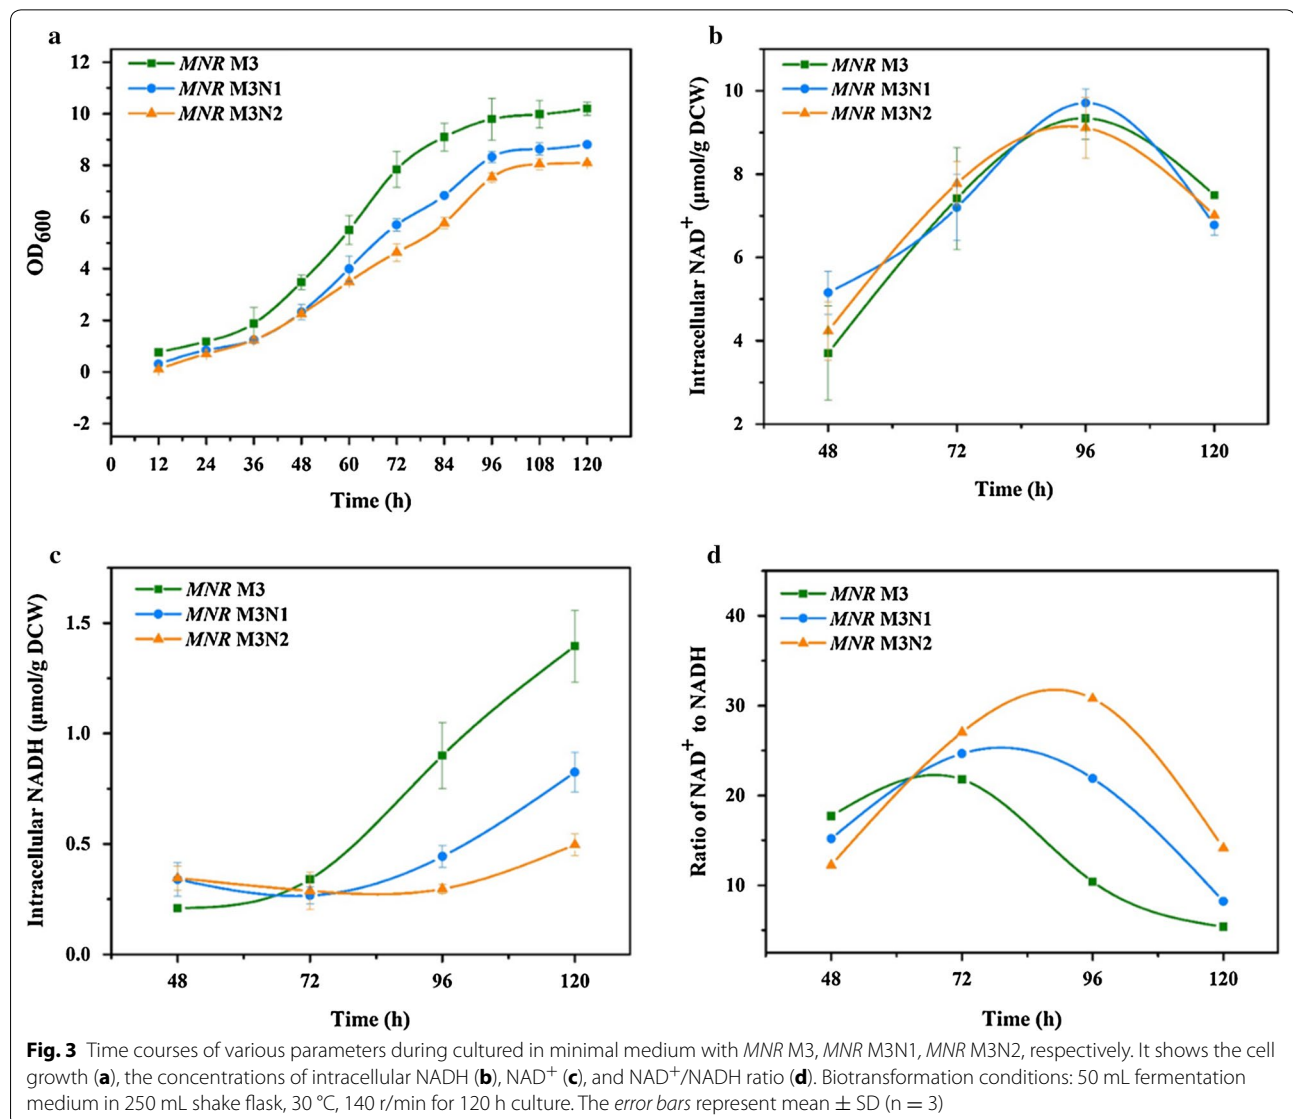 a
12
10
8
6
4
2
0
-2
OD600
MNR M3
MNR M3N1
MNR M3N2
0 12 24 36 48 60 72 84 96 108 120
Time (h)
b
10
8
6
4
2
Intracellular NAD+ (μmol/g DCW)
MNR M3
MNR M3N1
MNR M3N2
48 72 96 120
Time (h)
c
1.5
1.0
0.5
0.0
Intracellular NADH (μmol/g DCW)
MNR M3
MNR M3N1
MNR M3N2
48 72 96 120
Time (h)
d
40
30
20
10
Ratio of NAD+ to NADH
MNR M3
MNR M3N1
MNR M3N2
48 72 96 120
Time (h)
Fig. 3 Time courses of various parameters during cultured in minimal medium with MNR M3, MNR M3N1, MNR M3N2, respectively. It shows the cell
growth (a), the concentrations of intracellular NADH (b), NAD+ (c), and NAD+/NADH ratio (d). Biotransformation conditions: 50 mL fermentation
medium in 250 mL shake flask, 30 °C, 140 r/min for 120 h culture. The error bars represent mean ± SD (n = 3)